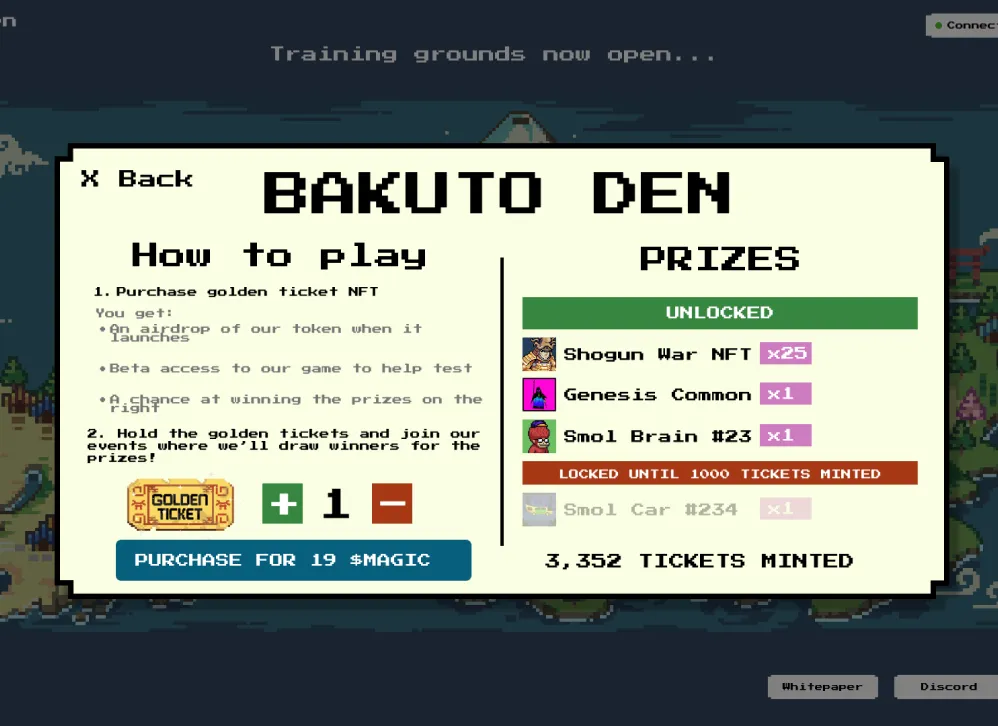 Training grounds now open...
X Back
BAKUTO DEN
How to play
1. Purchase golden ticket NFT
You get:
•An airdrop of our token when it
launches
•Beta access to our game to help test
•A chance at winning the prizes on the
right
2. Hold the golden tickets and join our
events where we'll draw winners for the
prizes!
GOLDEN
TICKET
+ 1 −
PURCHASE FOR 19 $MAGIC
PRIZES
UNLOCKED
Shogun War NFT x25
Genesis Common x1
Smol Brain #23 x1
LOCKED UNTIL 1000 TICKETS MINTED
Smol Car #234 x1
3,352 TICKETS MINTED
Whitepaper
Discord